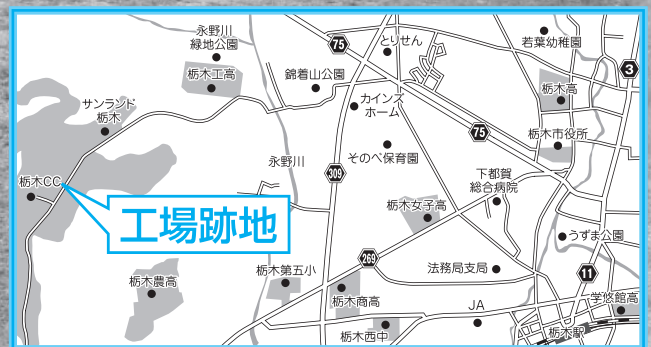 永野川
緑地公園
75
とりせん
若葉幼稚園
3
栃木工高
錦着山公園
栃木高
サンランド
栃木
カインズ
ホーム
75
栃木市役所
永野川
そのべ保育園
栃木CC
309
下都賀
総合病院
工場跡地
栃木女子高
うずま公園
269
法務局支局
11
栃木農高
栃木第五小
栃木商高
JA
学悠館高
栃木西中
栃木駅